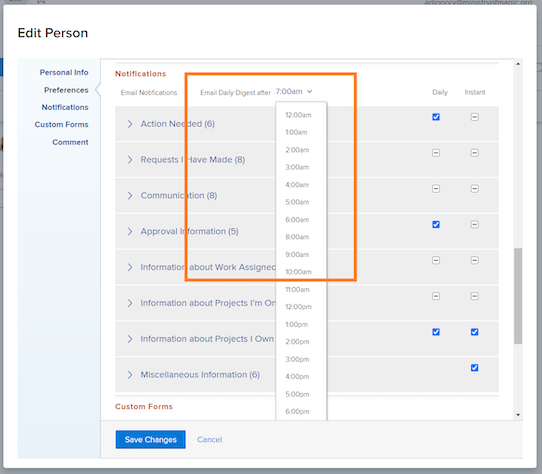 adiggory@ministryofmagic.org
Edit Person
Personal Info
Preferences
Notifications
Custom Forms
Comment
Notifications
Email Notifications Email Daily Digest after 7:00am Daily Instant
Action Needed (6)
Requests I Have Made (8)
Communication (8)
Approval Information (5)
Information about Work Assigned
Information about Projects I'm On
Information about Projects I Own
Miscellaneous Information (6)
12:00am
1:00am
2:00am
3:00am
4:00am
5:00am
6:00am
8:00am
9:00am
10:00am
11:00am
12:00pm
1:00pm
2:00pm
3:00pm
4:00pm
5:00pm
6:00pm
Custom Forms
Save Changes Cancel